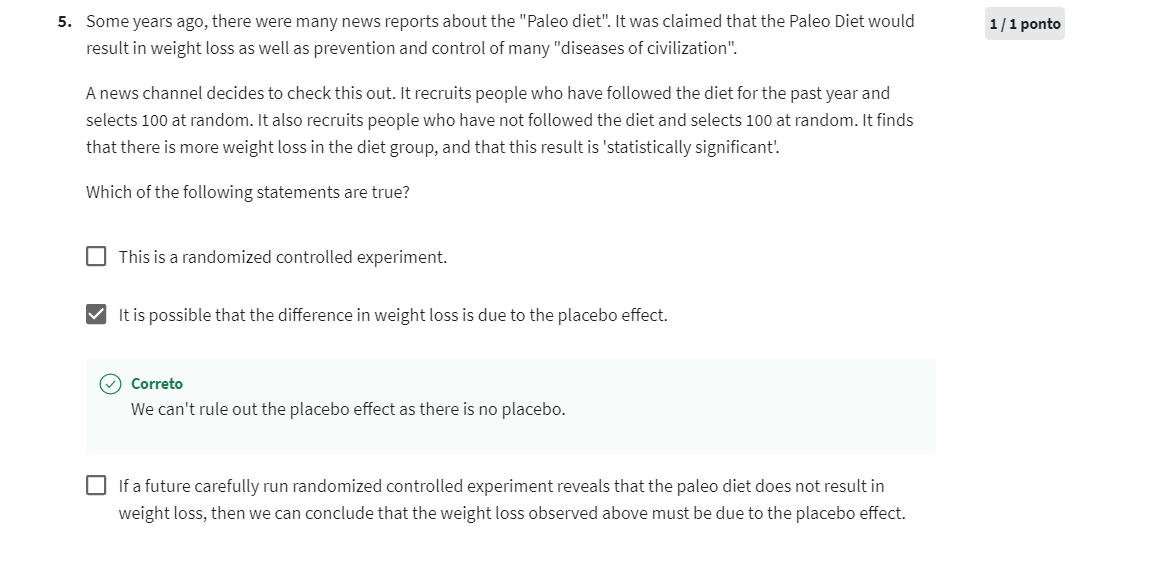 5. Some years ago, there were many news reports about the "Paleo diet". It was claimed that the Paleo Diet would
1 / 1 ponto
result in weight loss as well as prevention and control of many "diseases of civilization".
A news channel decides to check this out. It recruits people who have followed the diet for the past year and
selects 100 at random. It also recruits people who have not followed the diet and selects 100 at random. It finds
that there is more weight loss in the diet group, and that this result is 'statistically significant'.
Which of the following statements are true?
This is a randomized controlled experiment.
It is possible that the difference in weight loss is due to the placebo effect.
Correto
We can't rule out the placebo effect as there is no placebo.
If a future carefully run randomized controlled experiment reveals that the paleo diet does not result in
weight loss, then we can conclude that the weight loss observed above must be due to the placebo effect.